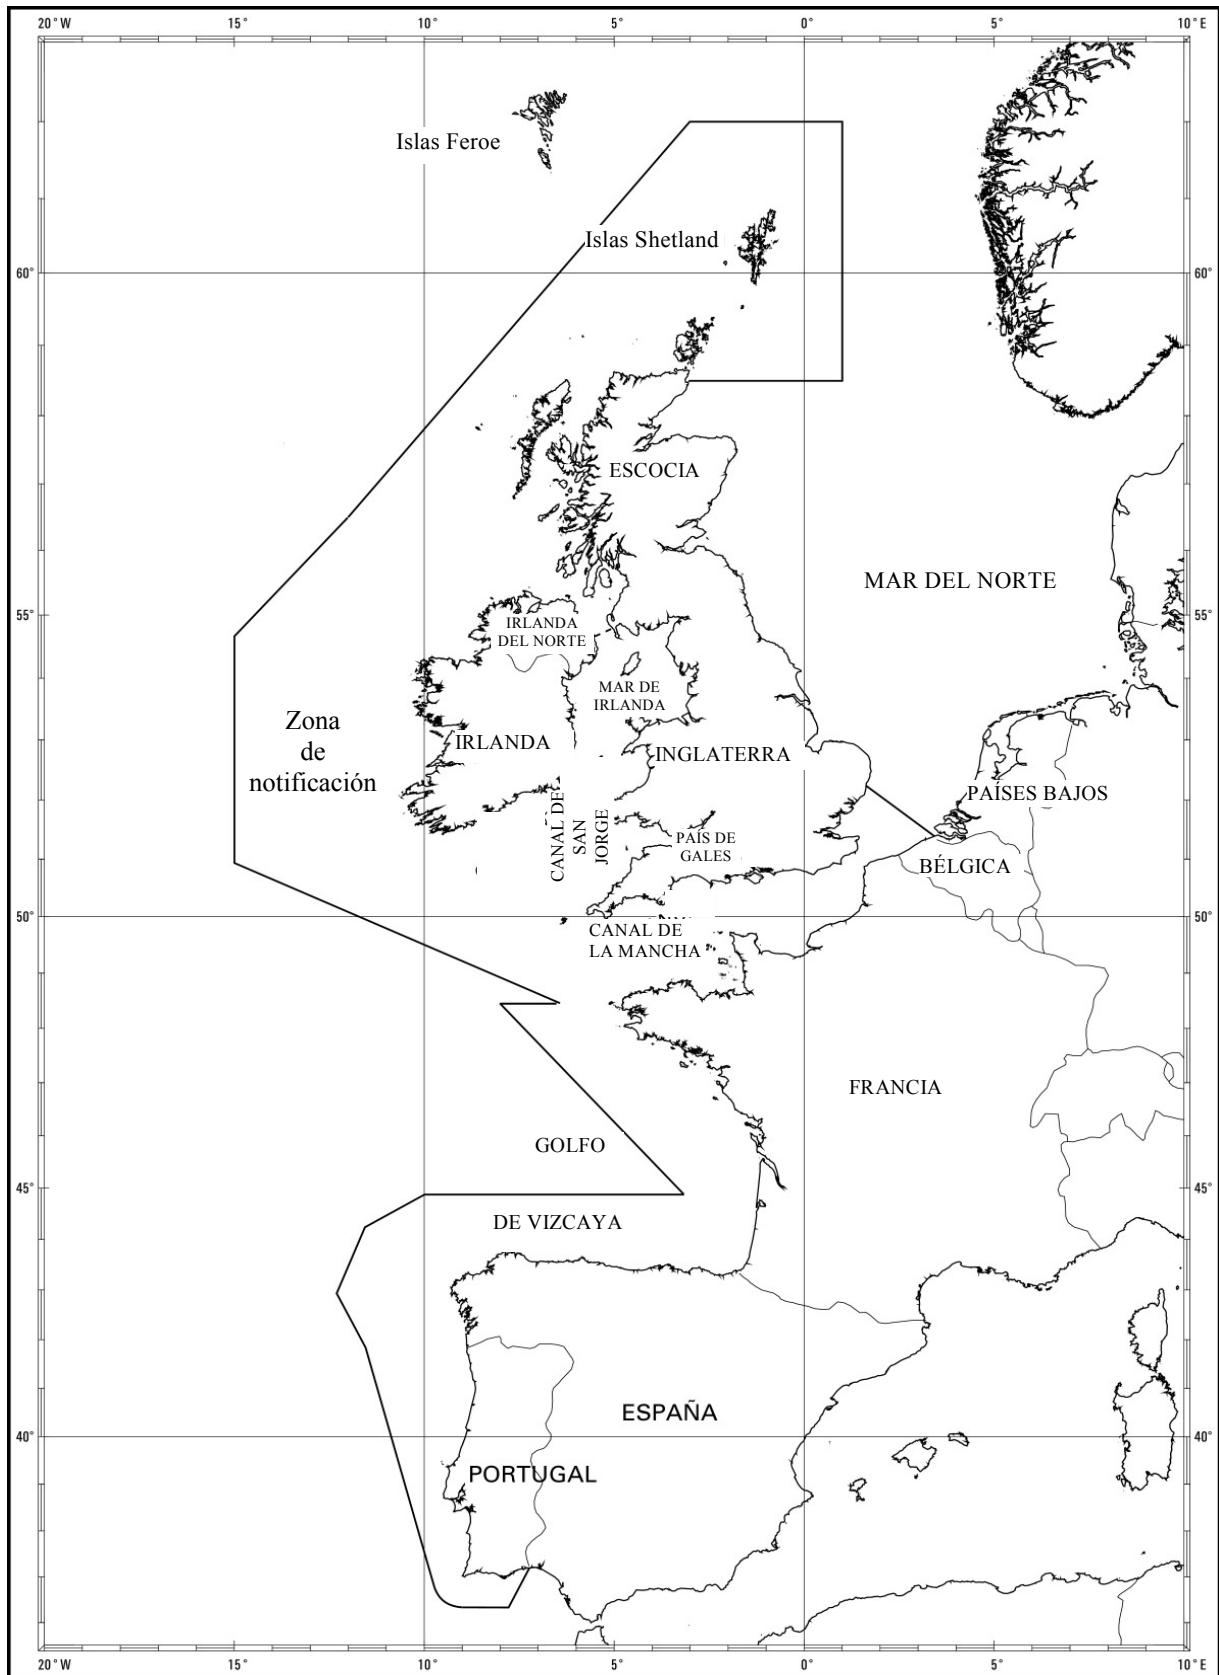 20° W 15° 10° 5° 0° 5° 10° E
Islas Feroe
Islas Shetland
60° 60°
ESCOCIA
MAR DEL NORTE
55° 55°
IRLANDA
DEL NORTE
MAR DE
IRLANDA
Zona
de
notificación
IRLANDA
INGLATERRA
PAÍSES BAJOS
CANAL DE
SAN
JORGE
PAÍS DE
GALES
BÉLGICA
50° 50°
CANAL DE
LA MANCHA
FRANCIA
GOLFO
45° 45°
DE VIZCAYA
ESPAÑA
40° 40°
PORTUGAL
20° W 15° 10° 5° 0° 5° 10° E